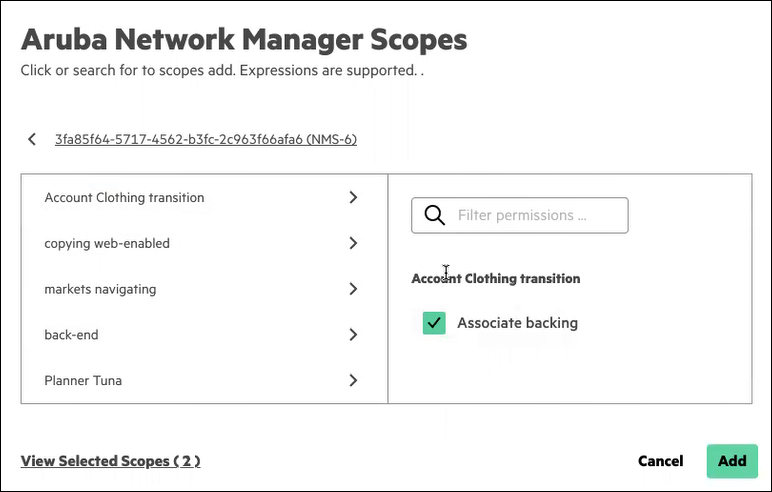 Aruba Network Manager Scopes
Click or search for to scopes add. Expressions are supported. .
3fa85f64-5717-4562-b3fc-2c963f66afa6 (NMS-6)
Account Clothing transition
copying web-enabled
markets navigating
back-end
Planner Tuna
Filter permissions ...
Account Clothing transition
Associate backing
View Selected Scopes ( 2 )
Cancel
Add